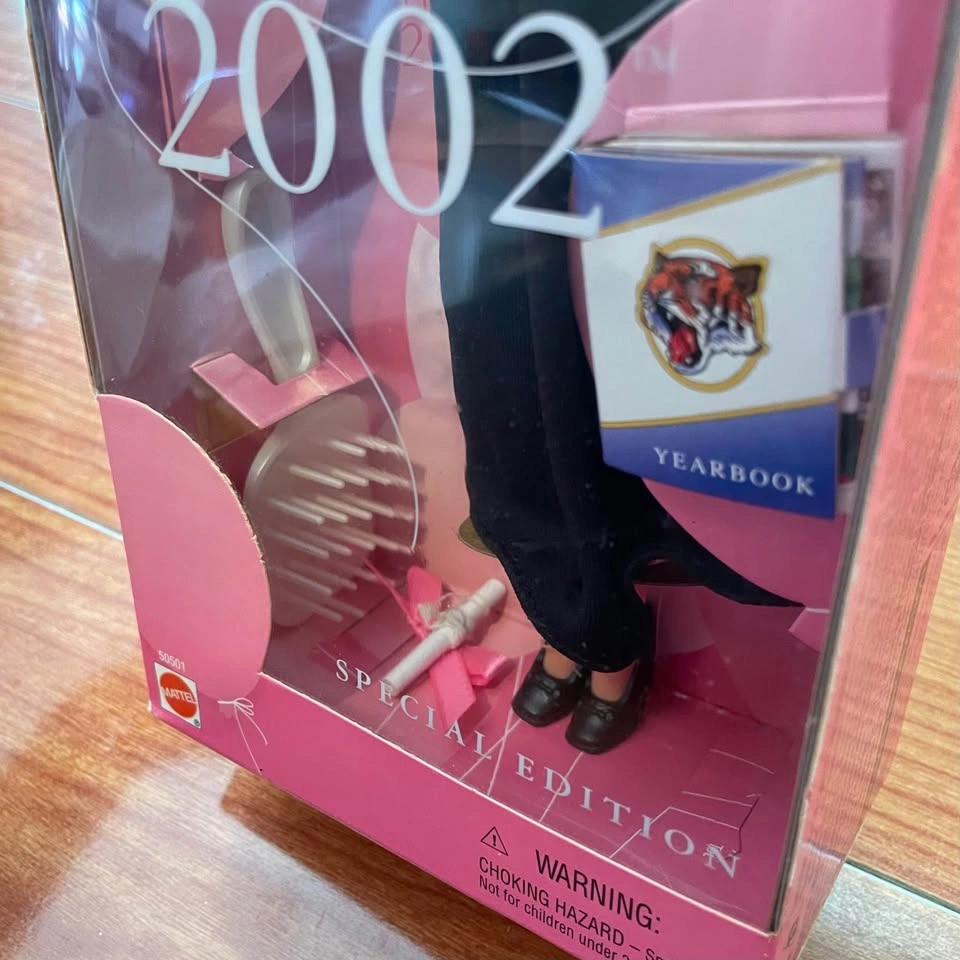 2002
TM
YEARBOOK
50501
MATTEL
®
SPECIAL EDITION
WARNING:
CHOKING HAZARD –
Not for children under